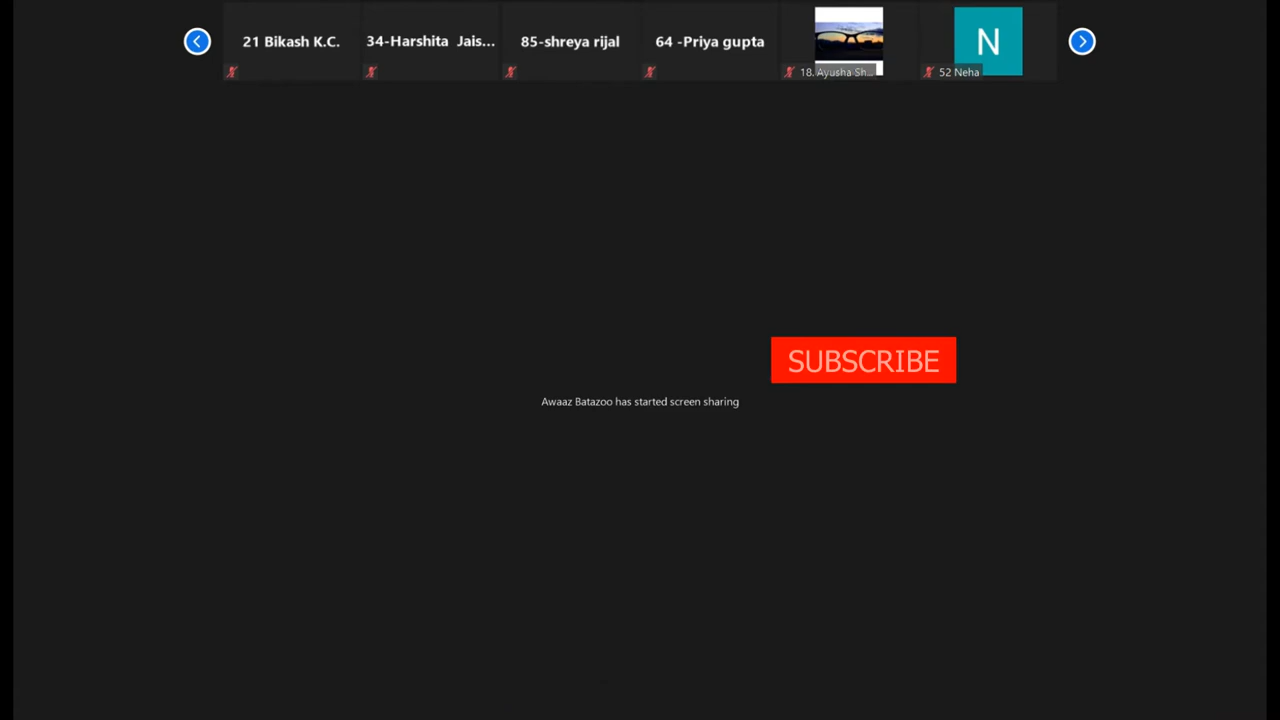 21 Bikash K.C.
34-Harshita Jais...
85-shreya rijal
64 -Priya gupta
18. Ayusha Sh...
N
52 Neha
SUBSCRIBE
Awaaz Batazoo has started screen sharing